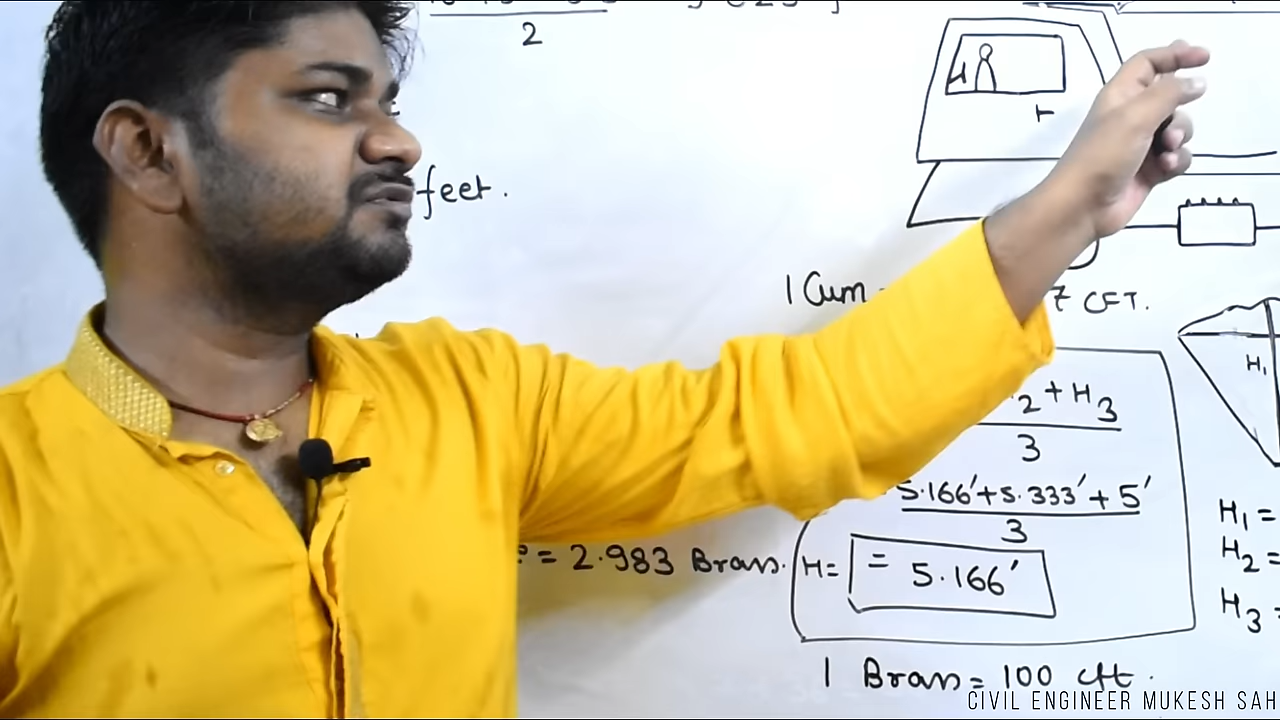 2
feet.
1 Cum
7 CFT.
2 + H3
3
5.166'+5.333'+5'
3
= 2.983 Brass.
H= = 5.166'
H1
H1 =
H2 =
H3
1 Brass = 100 cft.
CIVIL ENGINEER MUKESH SAH